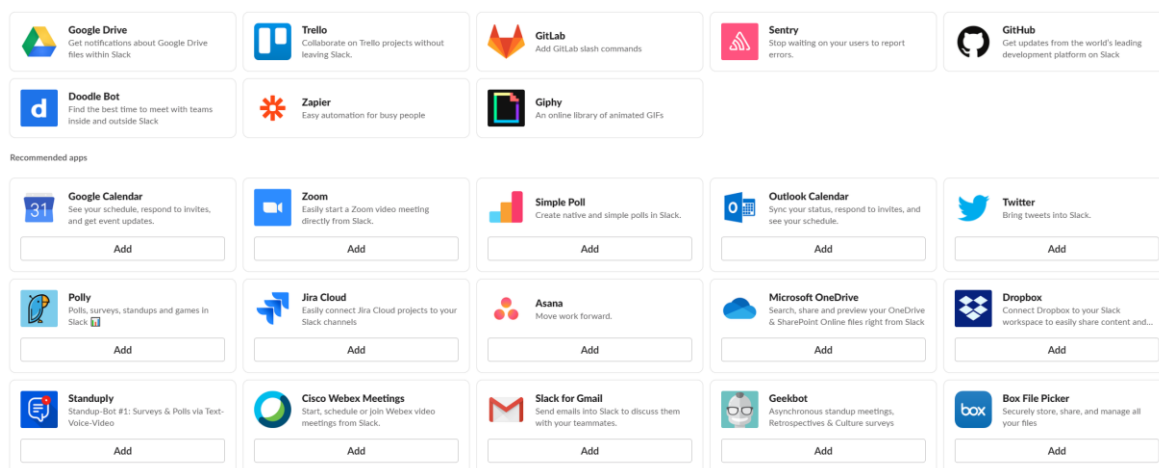 Google Drive
Get notifications about Google Drive
files within Slack
Trello
Collaborate on Trello projects without
leaving Slack.
GitLab
Add GitLab slash commands
Sentry
Stop waiting on your users to report
errors.
GitHub
Get updates from the world's leading
development platform on Slack
d
Doodle Bot
Find the best time to meet with teams
inside and outside Slack
Zapier
Easy automation for busy people
Giphy
An online library of animated GIFs
Recommended apps
31
Google Calendar
See your schedule, respond to invites,
and get event updates.
Add
Zoom
Easily start a Zoom video meeting
directly from Slack.
Add
Simple Poll
Create native and simple polls in Slack.
Add
Outlook Calendar
Sync your status, respond to invites, and
see your schedule.
Add
Twitter
Bring tweets into Slack.
Add
Polly
Polls, surveys, standups and games in
Slack 📊
Add
Jira Cloud
Easily connect Jira Cloud projects to your
Slack channels
Add
Asana
Move work forward.
Add
Microsoft OneDrive
Search, share and preview your OneDrive
& SharePoint Online files right from Slack
Add
Dropbox
Connect Dropbox to your Slack
workspace to easily share content and...
Add
Standuply
Standup-Bot #1: Surveys & Polls via Text-
Voice-Video
Add
Cisco Webex Meetings
Start, schedule or join Webex video
meetings from Slack.
Add
Slack for Gmail
Send emails into Slack to discuss them
with your teammates.
Add
Geekbot
Asynchronous standup meetings,
Retrospectives & Culture surveys
Add
box
Box File Picker
Securely store, share, and manage all
your files
Add